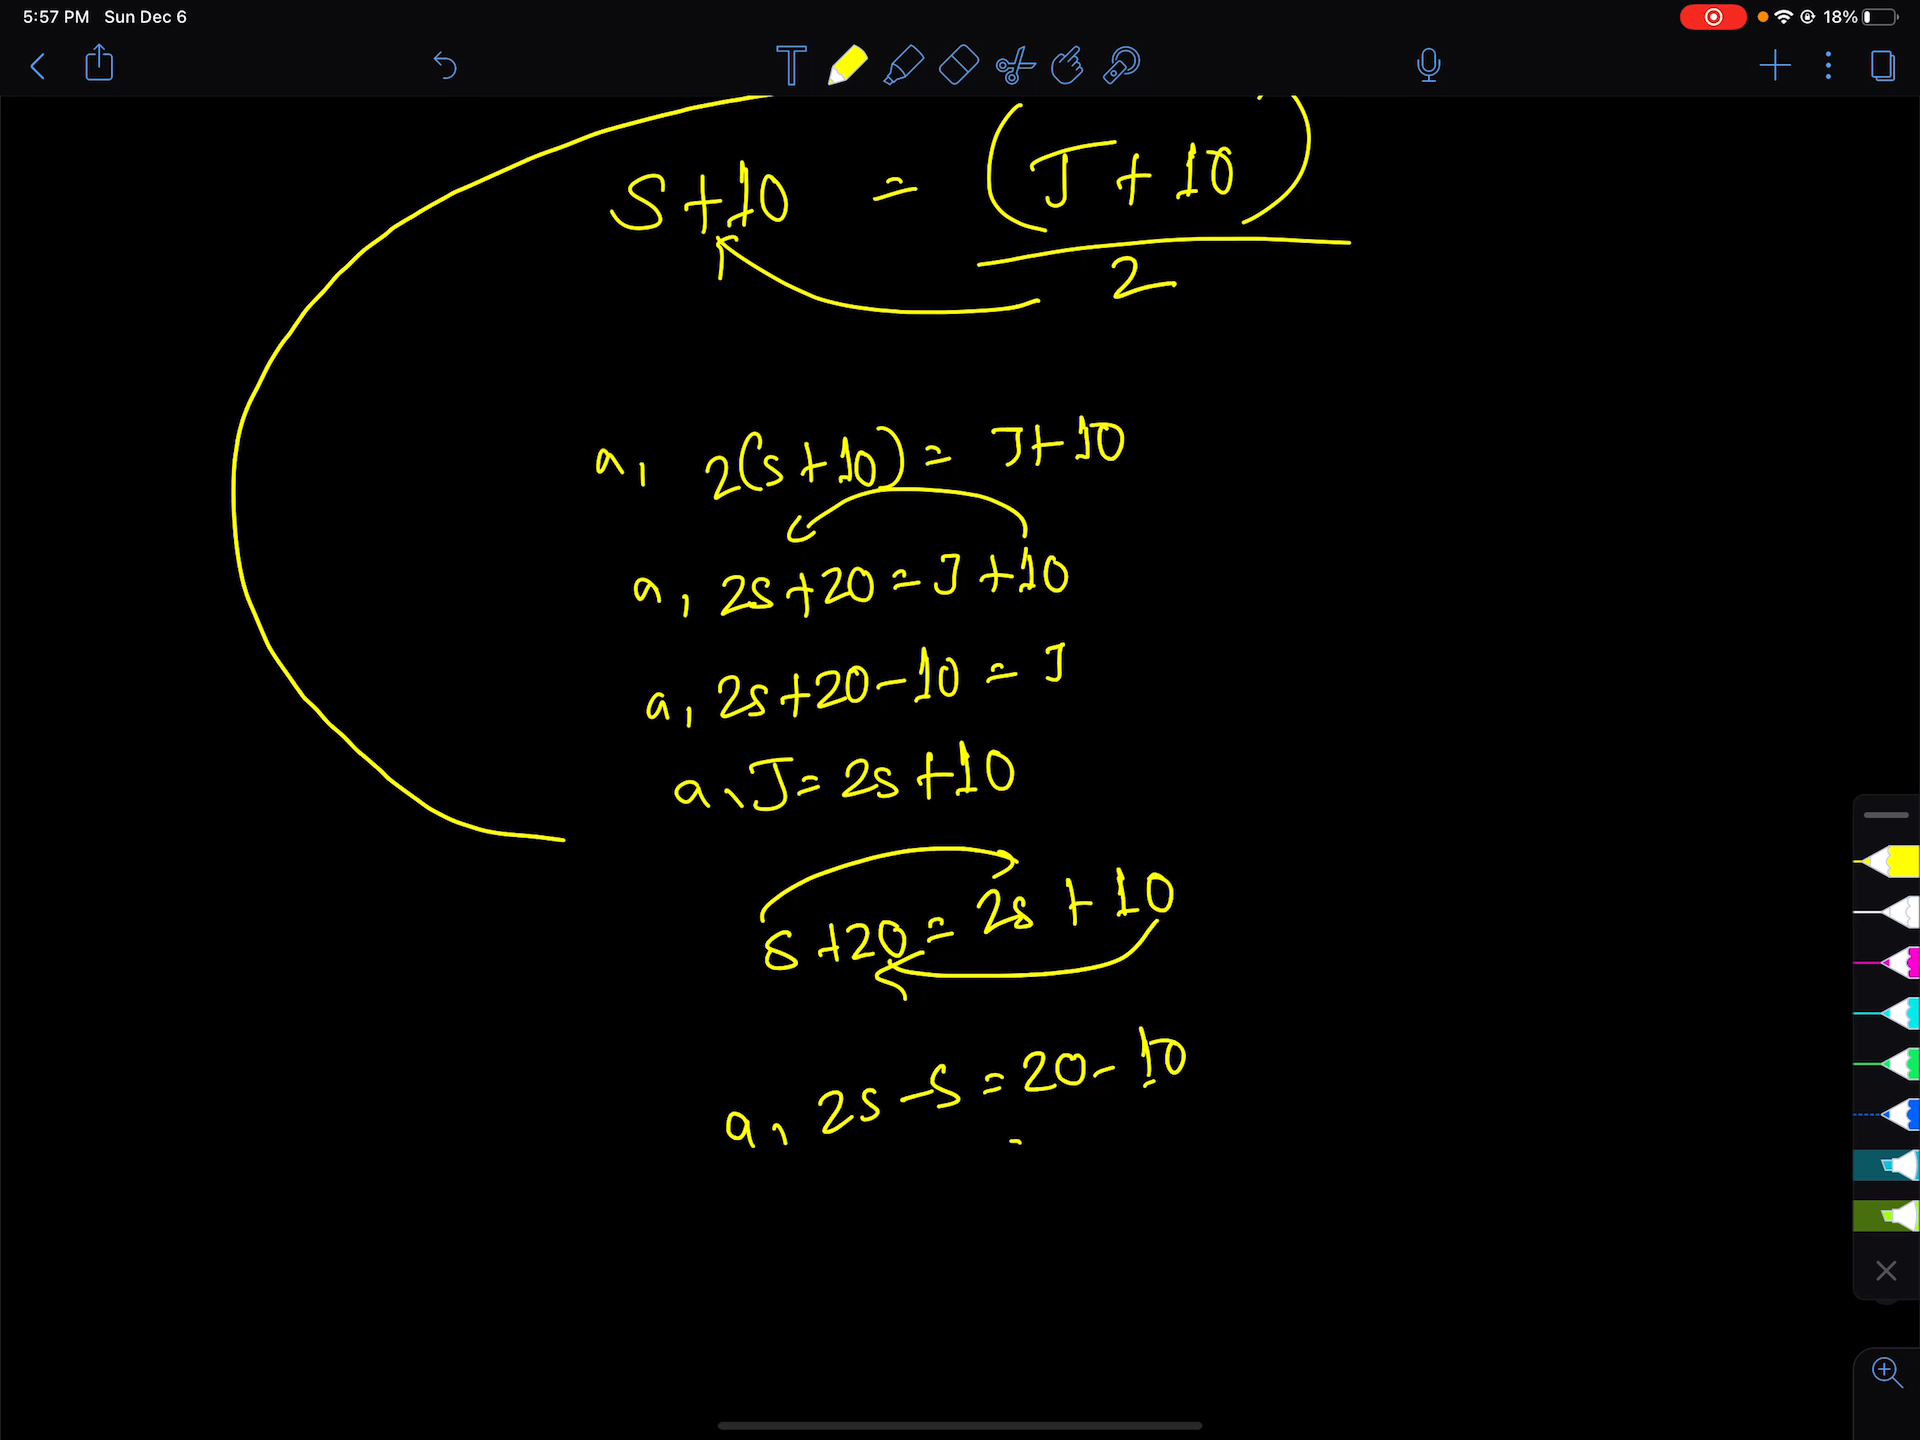 5:57 PM Sun Dec 6
18%
T
S+10 = (J+10)
2
a, 2(s+10) = J+10
a, 2s+20 = J+10
a, 2s+20-10 = J
a, J = 2s+10
s+20 = 2s+10
a, 2s-s = 20-10